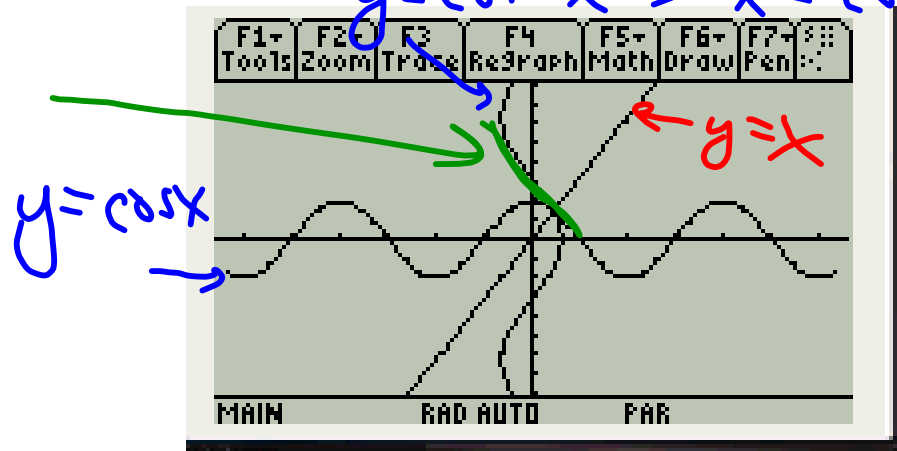 F1 F2 F3 F4 F5 F6 F7
Tools Zoom Trace ReGraph Math Draw Pen
y=x
y=cosx
MAIN RAD AUTO PAR